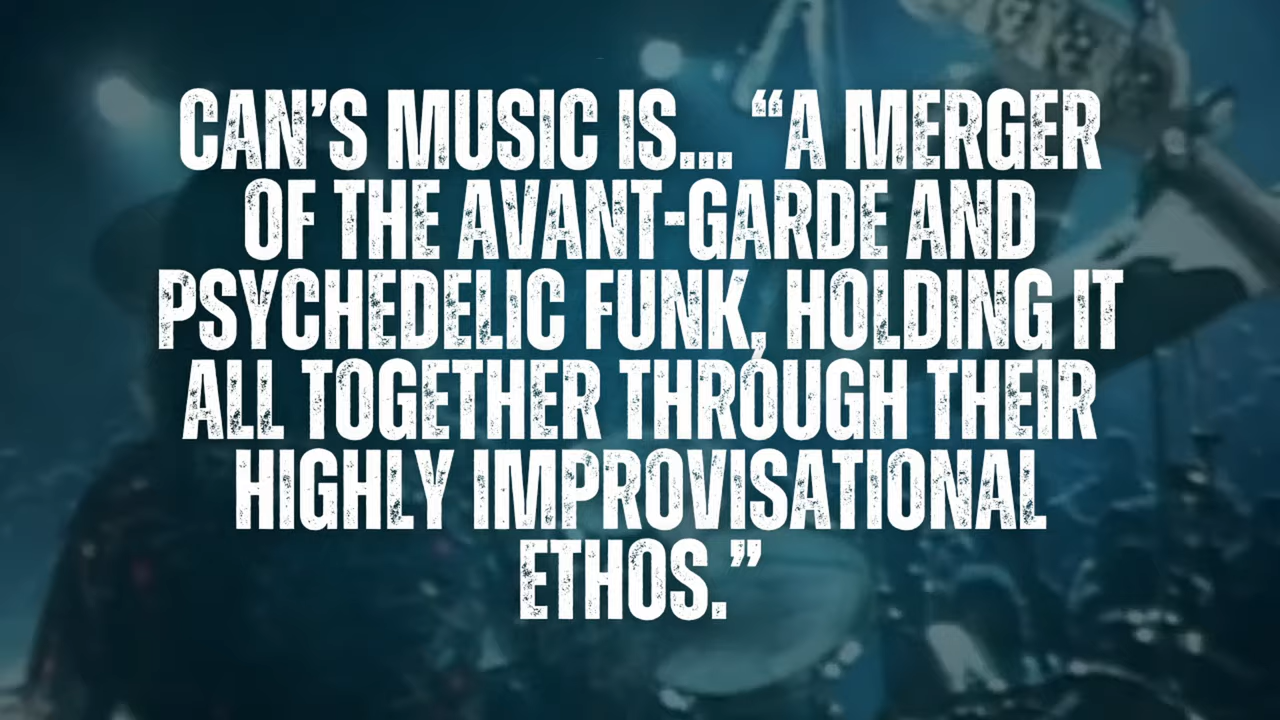 CAN’S MUSIC IS... “A MERGER
OF THE AVANT-GARDE AND
PSYCHEDELIC FUNK, HOLDING IT
ALL TOGETHER THROUGH THEIR
HIGHLY IMPROVISATIONAL
ETHOS.”